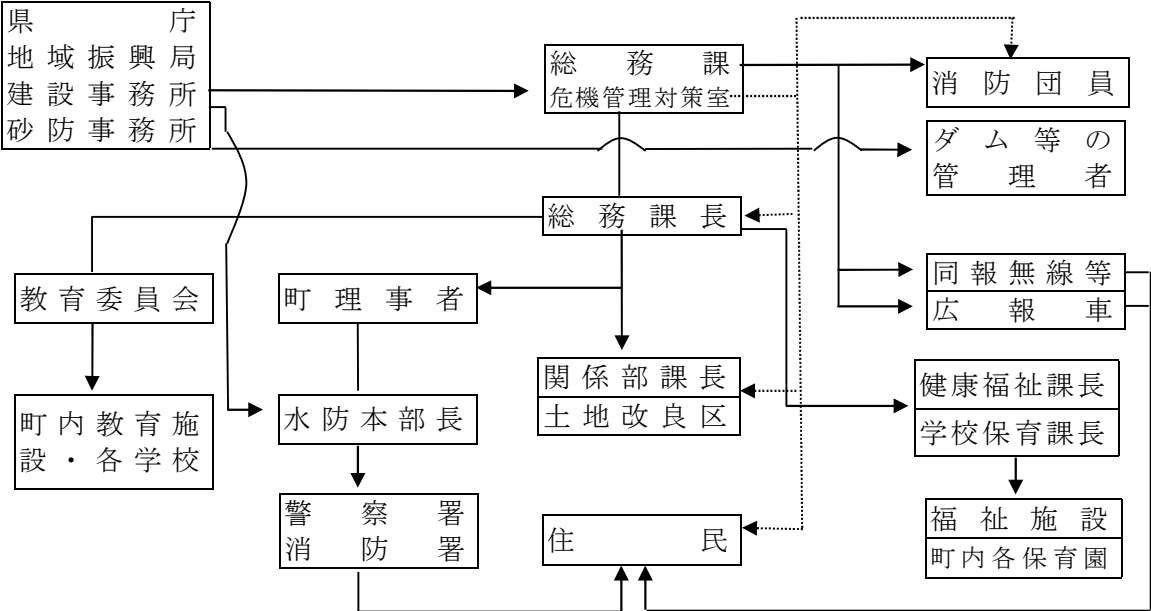 県庁
地域振興局
建設事務所
砂防事務所
総務課
危機管理対策室
消防団員
ダム等の
管理者
総務課長
教育委員会
町理事者
同報無線等
広報車
関係部課長
土地改良区
健康福祉課長
学校保育課長
町内教育施
設・各学校
水防本部長
警察署
消防署
住民
福祉施設
町内各保育園